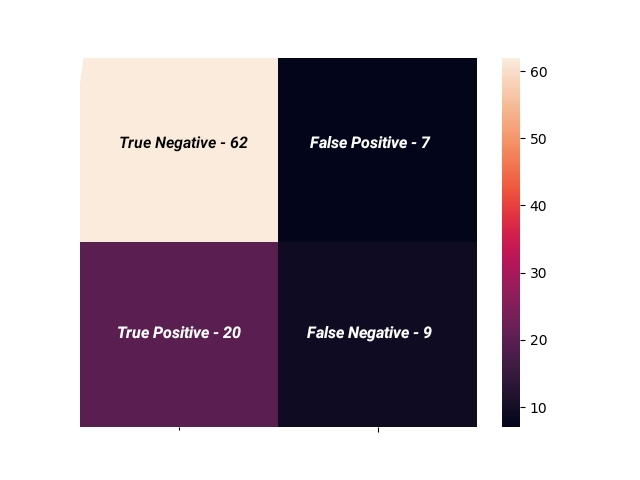 True Negative - 62
False Positive - 7
True Positive - 20
False Negative - 9
60
50
40
30
20
10